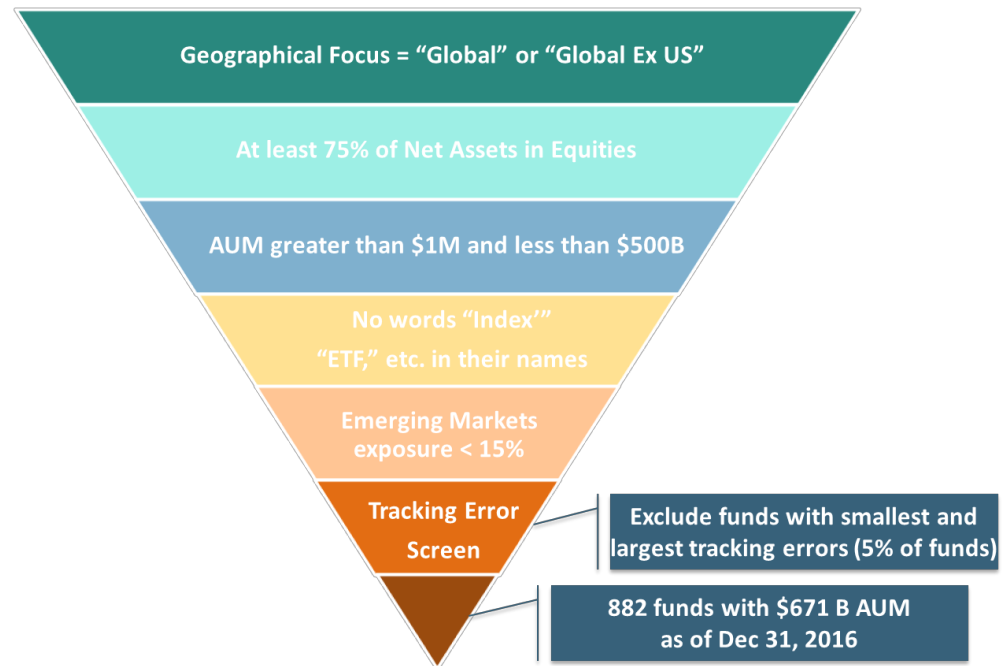 Geographical Focus = “Global” or “Global Ex US”
At least 75% of Net Assets in Equities
AUM greater than $1M and less than $500B
No words “Index’”
“ETF,” etc. in their names
Emerging Markets
exposure < 15%
Tracking Error
Screen
Exclude funds with smallest and
largest tracking errors (5% of funds)
882 funds with $671 B AUM
as of Dec 31, 2016